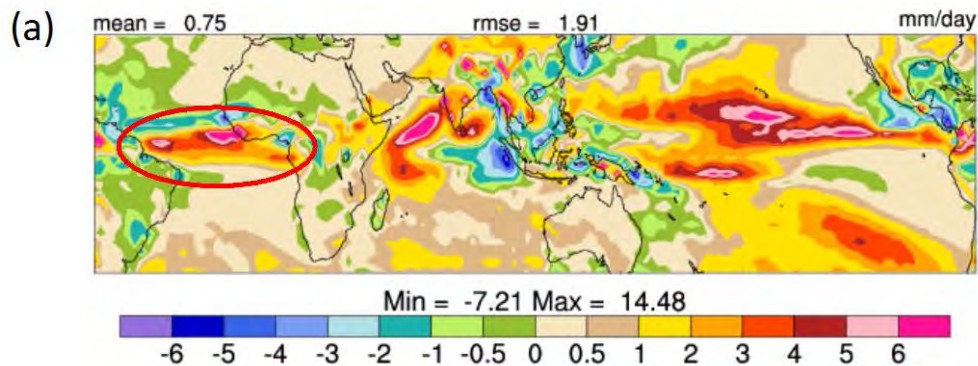 (a)
mean = 0.75 rmse = 1.91 mm/day
Min = -7.21 Max = 14.48
-6 -5 -4 -3 -2 -1 -0.5 0 0.5 1 2 3 4 5 6